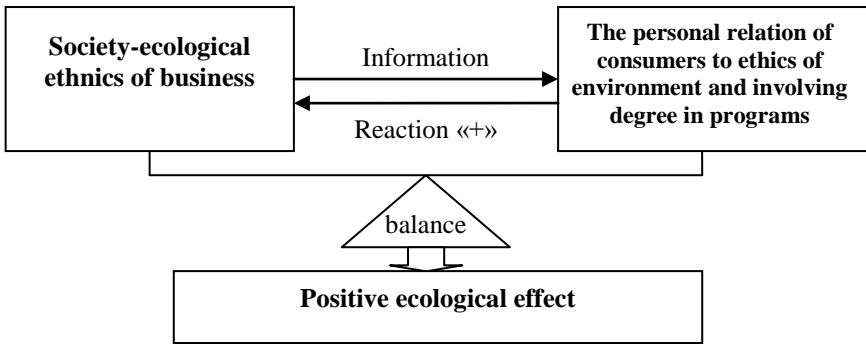 Society-ecological
ethnics of business
Information
Reaction «+»
The personal relation of
consumers to ethics of
environment and involving
degree in programs
balance
Positive ecological effect